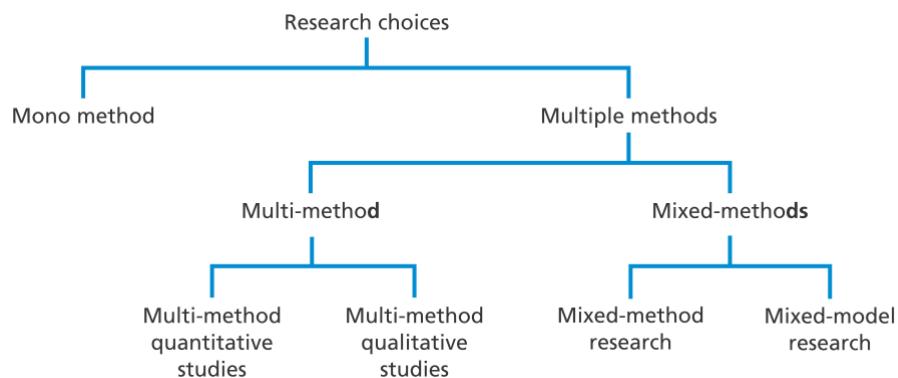 Research choices
Mono method
Multiple methods
Multi-method
Mixed-methods
Multi-method
quantitative
studies
Multi-method
qualitative
studies
Mixed-method
research
Mixed-model
research